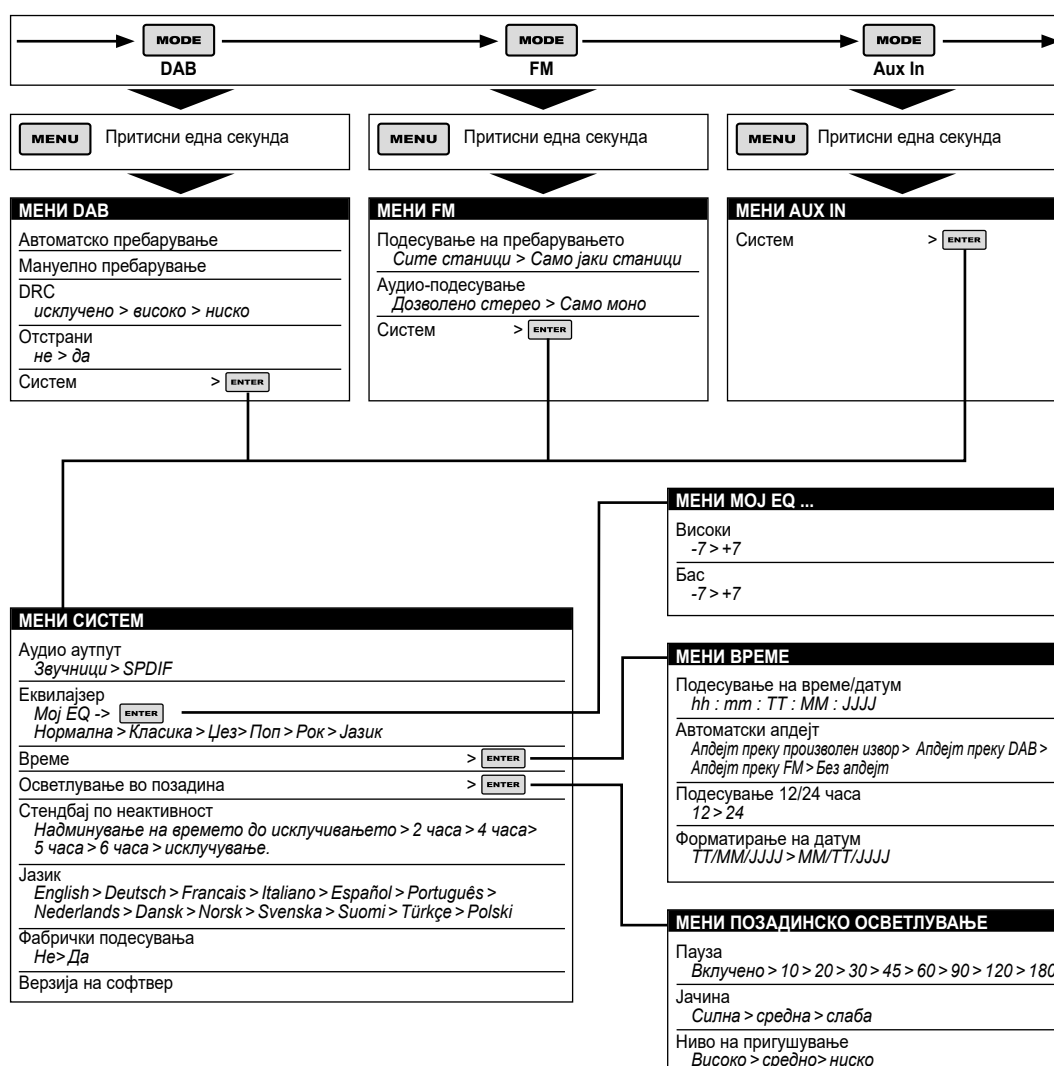 MODE MODE MODE
DAB FM Aux In
MENU Притисни една секунда
MENU Притисни една секунда
MENU Притисни една секунда
МЕНИ DAB
Автоматско пребарување
Мануелно пребарување
DRC
исклучено > високо > ниско
Отстрани
не > да
Систем > ENTER
МЕНИ FM
Подесување на пребарувањето
Сите станици > Само јаки станици
Аудио-подесување
Дозволено стерео > Само моно
Систем > ENTER
МЕНИ AUX IN
Систем > ENTER
МЕНИ СИСТЕМ
Аудио аутпут
Звучници > SPDIF
Еквилајзер
Мој EQ -> ENTER
Нормална > Класика > Џез> Поп > Рок > Јазик
Време > ENTER
Осветлување во позадина > ENTER
Стендбај по неактивност
Надминување на времето до исклучивањето > 2 часа > 4 часа>
5 часа > 6 часа > исклучување.
Јазик
English > Deutsch > Francais > Italiano > Español > Português >
Nederlands > Dansk > Norsk > Svenska > Suomi > Türkçe > Polski
Фабрички подесувања
Не> Да
Верзија на софтвер
МЕНИ МОЈ EQ ...
Високи
-7 > +7
Бас
-7 > +7
МЕНИ ВРЕМЕ
Подесување на време/датум
hh : mm : TT : MM : JJJJ
Автоматски апдејт
Апдејт преку произволен извор > Апдејт преку DAB >
Апдејт преку FM > Без апдејт
Подесување 12/24 часа
12 > 24
Форматирање на датум
TT/MM/JJJJ > MM/TT/JJJJ
МЕНИ ПОЗАДИНСКО ОСВЕТЛУВАЊЕ
Пауза
Вклучено > 10 > 20 > 30 > 45 > 60 > 90 > 120 > 180
Јачина
Силна > средна > слаба
Ниво на пригушување
Високо > средно> ниско